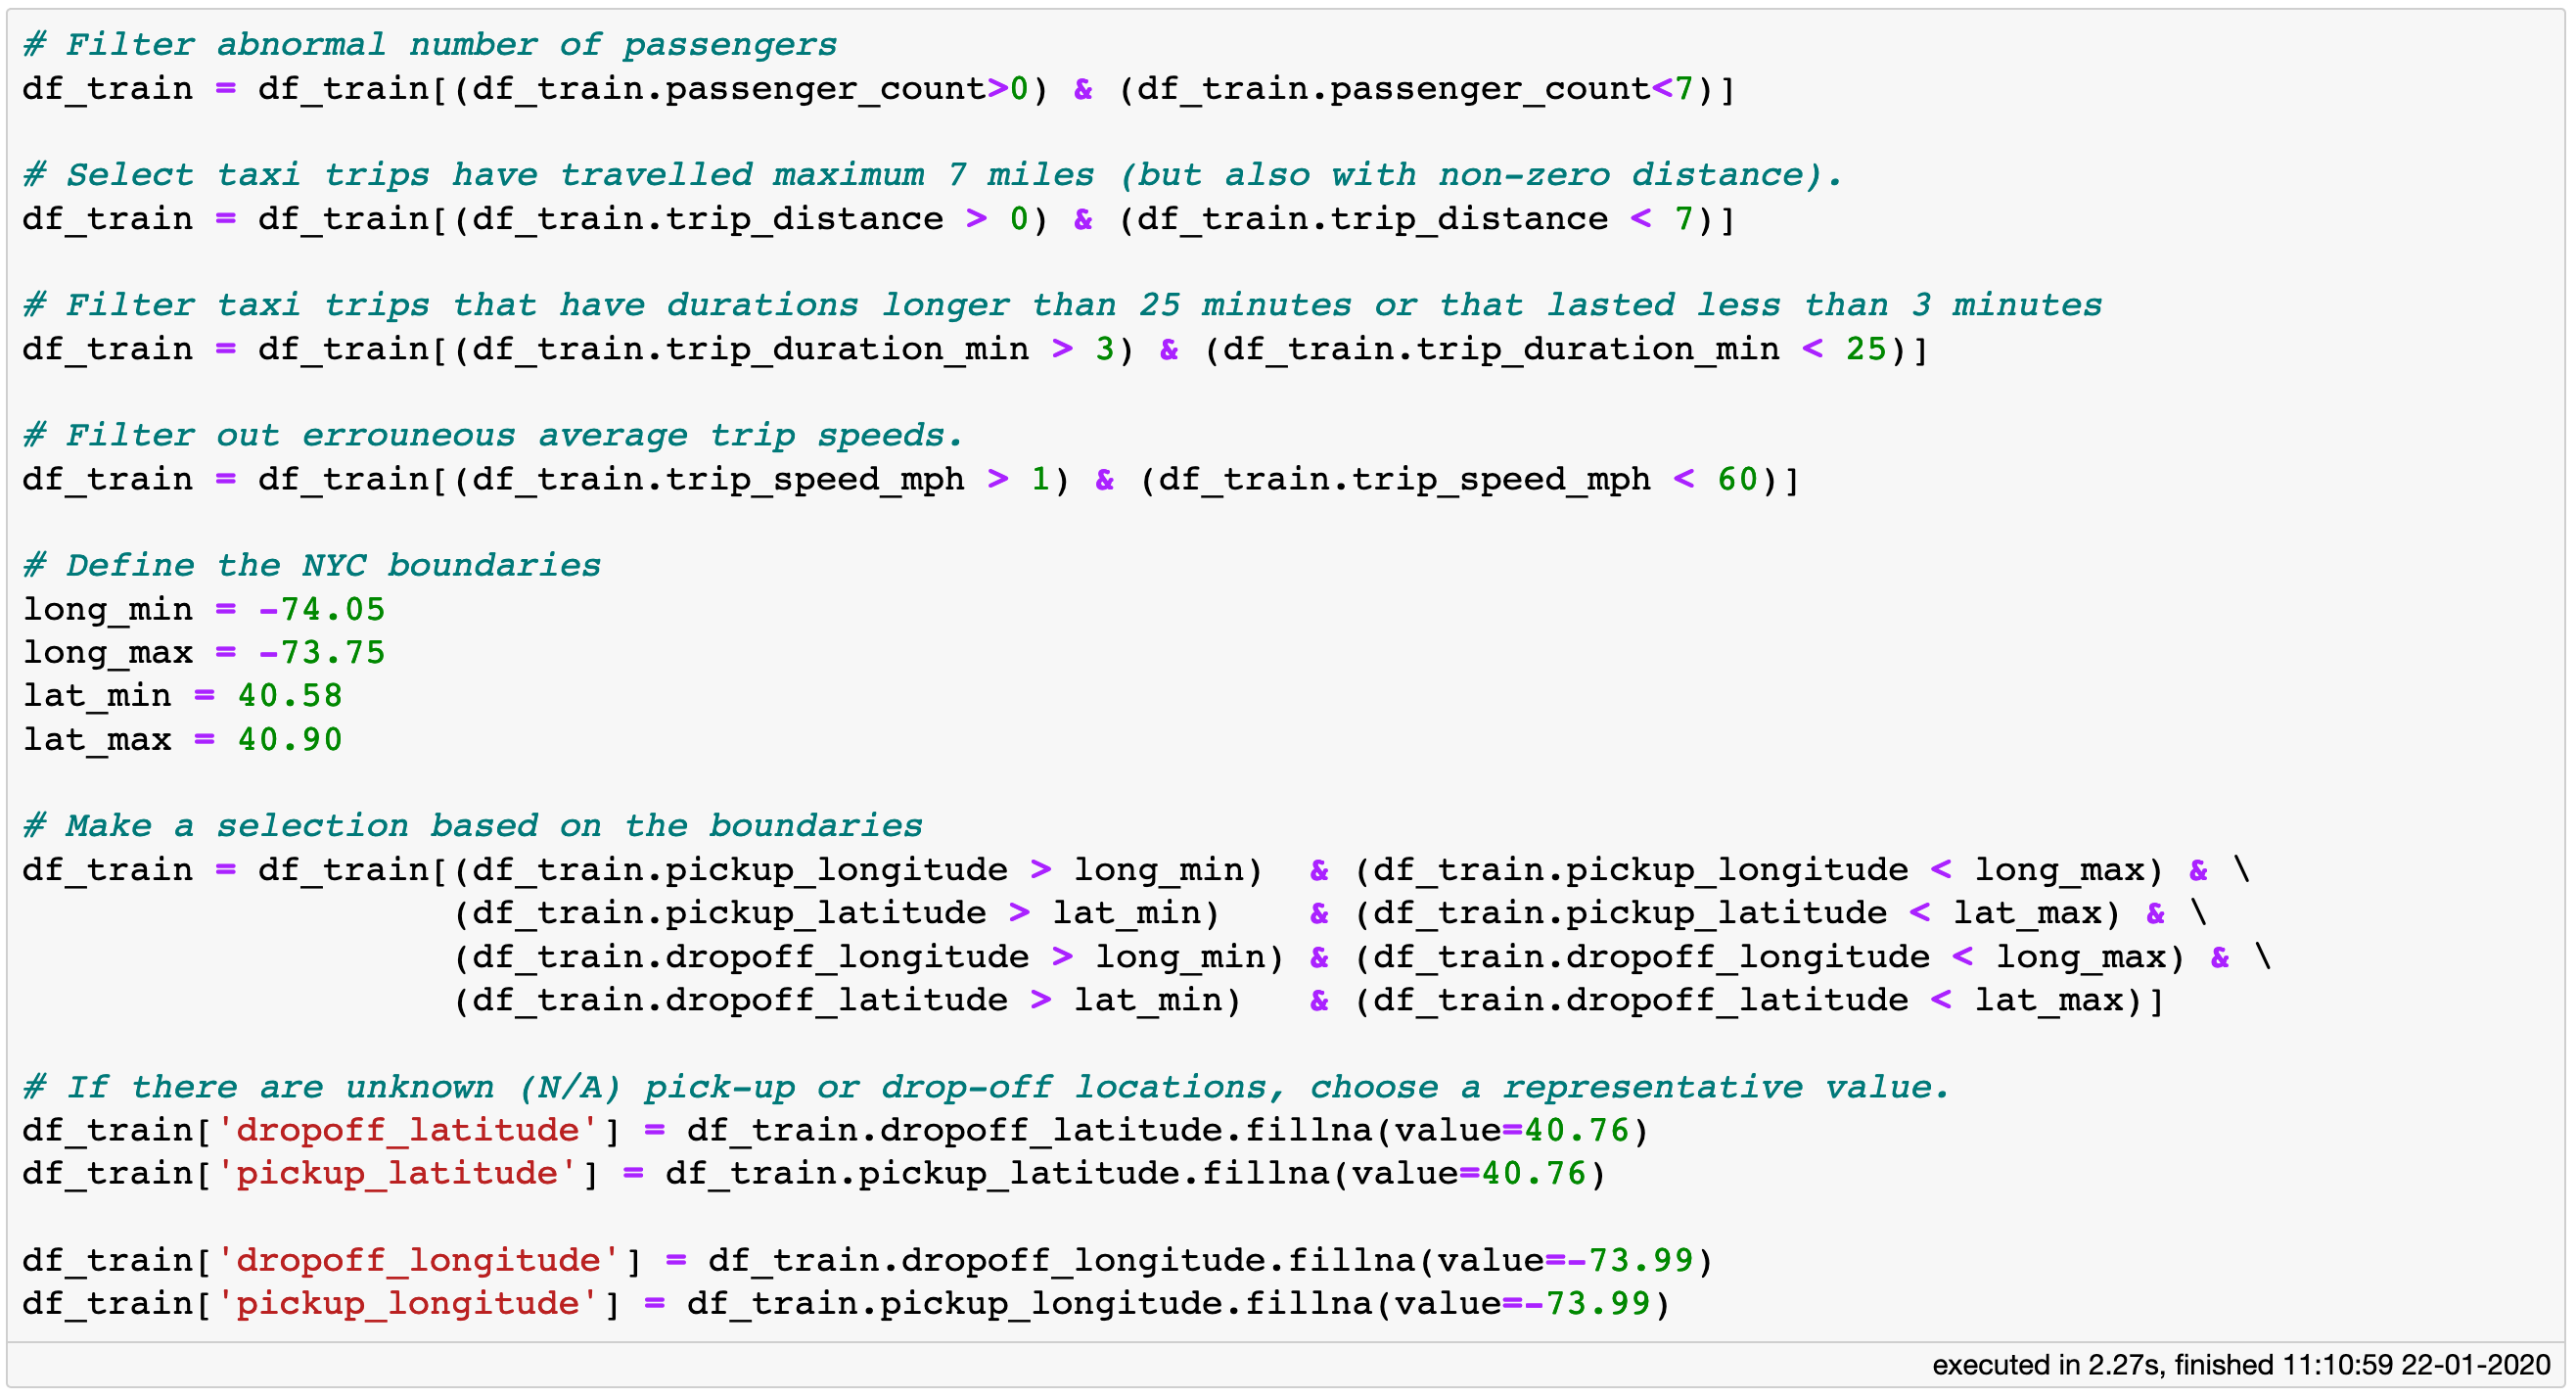 # Filter abnormal number of passengers
df_train = df_train[(df_train.passenger_count>0) & (df_train.passenger_count<7)]
# Select taxi trips have travelled maximum 7 miles (but also with non-zero distance).
df_train = df_train[(df_train.trip_distance > 0) & (df_train.trip_distance < 7)]
# Filter taxi trips that have durations longer than 25 minutes or that lasted less than 3 minutes
df_train = df_train[(df_train.trip_duration_min > 3) & (df_train.trip_duration_min < 25)]
# Filter out errouneous average trip speeds.
df_train = df_train[(df_train.trip_speed_mph > 1) & (df_train.trip_speed_mph < 60)]
# Define the NYC boundaries
long_min = -74.05
long_max = -73.75
lat_min = 40.58
lat_max = 40.90
# Make a selection based on the boundaries
df_train = df_train[(df_train.pickup_longitude > long_min)  & (df_train.pickup_longitude < long_max) & \
                    (df_train.pickup_latitude > lat_min)    & (df_train.pickup_latitude < lat_max) & \
                    (df_train.dropoff_longitude > long_min) & (df_train.dropoff_longitude < long_max) & \
                    (df_train.dropoff_latitude > lat_min)   & (df_train.dropoff_latitude < lat_max)]
# If there are unknown (N/A) pick-up or drop-off locations, choose a representative value.
df_train['dropoff_latitude'] = df_train.dropoff_latitude.fillna(value=40.76)
df_train['pickup_latitude'] = df_train.pickup_latitude.fillna(value=40.76)
df_train['dropoff_longitude'] = df_train.dropoff_longitude.fillna(value=-73.99)
df_train['pickup_longitude'] = df_train.pickup_longitude.fillna(value=-73.99)
executed in 2.27s, finished 11:10:59 22-01-2020